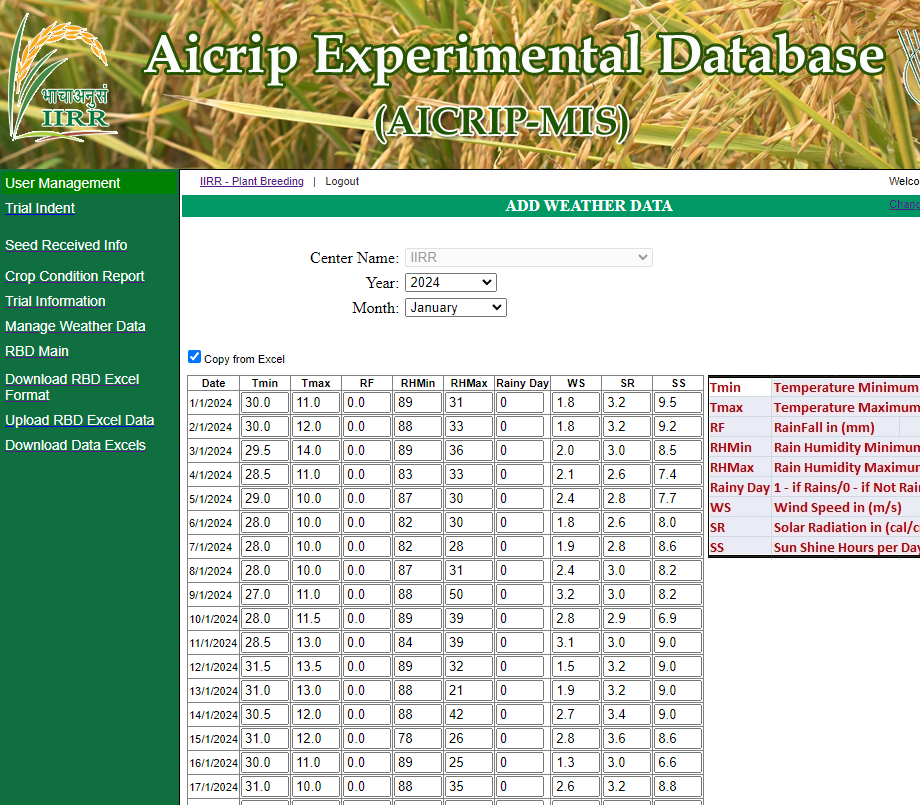 Aicrip Experimental Database
(AICRIP-MIS)
भाचाअनुसं
IIRR
User Management
Trial Indent
Seed Received Info
Crop Condition Report
Trial Information
Manage Weather Data
RBD Main
Download RBD Excel
Format
Upload RBD Excel Data
Download Data Excels
IIRR - Plant Breeding | Logout Welco
ADD WEATHER DATA Chang
Center Name: IIRR
Year: 2024
Month: January
Copy from Excel
Date Tmin Tmax RF RHMin RHMax Rainy Day WS SR SS
1/1/2024 30.0 11.0 0.0 89 31 0 1.8 3.2 9.5
2/1/2024 30.0 12.0 0.0 88 33 0 1.8 3.2 9.2
3/1/2024 29.5 14.0 0.0 89 36 0 2.0 3.0 8.5
4/1/2024 28.5 11.0 0.0 83 33 0 2.1 2.6 7.4
5/1/2024 29.0 10.0 0.0 87 30 0 2.4 2.8 7.7
6/1/2024 28.0 10.0 0.0 82 30 0 1.8 2.6 8.0
7/1/2024 28.0 10.0 0.0 82 28 0 1.9 2.8 8.6
8/1/2024 28.0 10.0 0.0 87 31 0 2.4 3.0 8.2
9/1/2024 27.0 11.0 0.0 88 50 0 3.2 3.0 8.2
10/1/2024 28.0 11.5 0.0 89 39 0 2.8 2.9 6.9
11/1/2024 28.5 13.0 0.0 84 39 0 3.1 3.0 9.0
12/1/2024 31.5 13.5 0.0 89 32 0 1.5 3.2 9.0
13/1/2024 31.0 13.0 0.0 88 21 0 1.9 3.2 9.0
14/1/2024 30.5 12.0 0.0 88 42 0 2.7 3.4 9.0
15/1/2024 31.0 12.0 0.0 78 26 0 2.8 3.6 8.6
16/1/2024 30.0 11.0 0.0 89 25 0 1.3 3.0 6.6
17/1/2024 31.0 10.0 0.0 88 35 0 2.6 3.2 8.8
Tmin Temperature Minimum
Tmax Temperature Maximum
RF RainFall in (mm)
RHMin Rain Humidity Minimum
RHMax Rain Humidity Maximum
Rainy Day 1 - if Rains/0 - if Not Rain
WS Wind Speed in (m/s)
SR Solar Radiation in (cal/c
SS Sun Shine Hours per Day